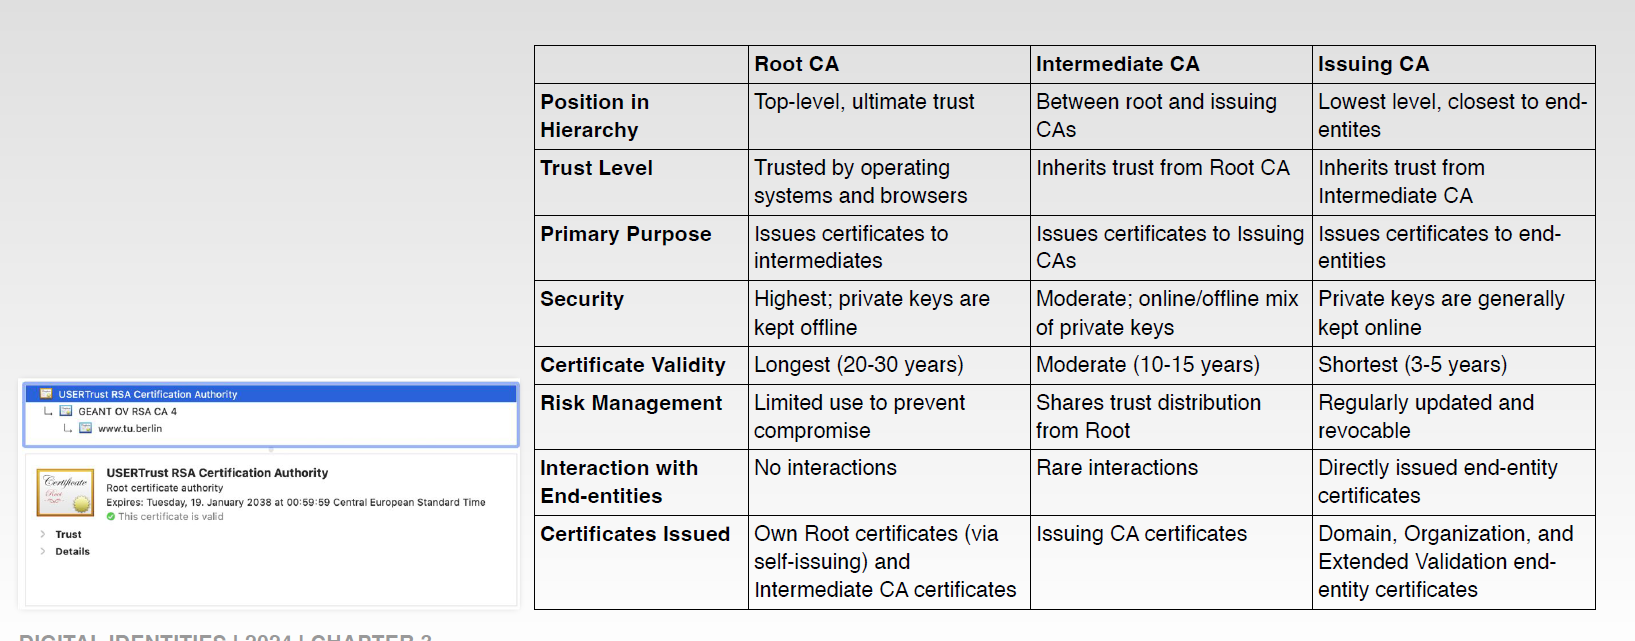 Root CA
Intermediate CA
Issuing CA
Position in
Hierarchy
Top-level, ultimate trust
Between root and issuing
CAs
Lowest level, closest to end-
entites
Trust Level
Trusted by operating
systems and browsers
Inherits trust from Root CA
Inherits trust from
Intermediate CA
Primary Purpose
Issues certificates to
intermediates
Issues certificates to Issuing
CAs
Issues certificates to end-
entities
Security
Highest; private keys are
kept offline
Moderate; online/offline mix
of private keys
Private keys are generally
kept online
Certificate Validity
Longest (20-30 years)
Moderate (10-15 years)
Shortest (3-5 years)
Risk Management
Limited use to prevent
compromise
Shares trust distribution
from Root
Regularly updated and
revocable
Interaction with
End-entities
No interactions
Rare interactions
Directly issued end-entity
certificates
Certificates Issued
Own Root certificates (via
self-issuing) and
Intermediate CA certificates
Issuing CA certificates
Domain, Organization, and
Extended Validation end-
entity certificates
USERTrust RSA Certification Authority
GEANT OV RSA CA 4
www.tu.berlin
Certificate
Root
USERTrust RSA Certification Authority
Root certificate authority
Expires: Tuesday, 19. January 2038 at 00:59:59 Central European Standard Time
This certificate is valid
Trust
Details
DIGITAL IDENTITIES | 2024 | CHAPTER 3